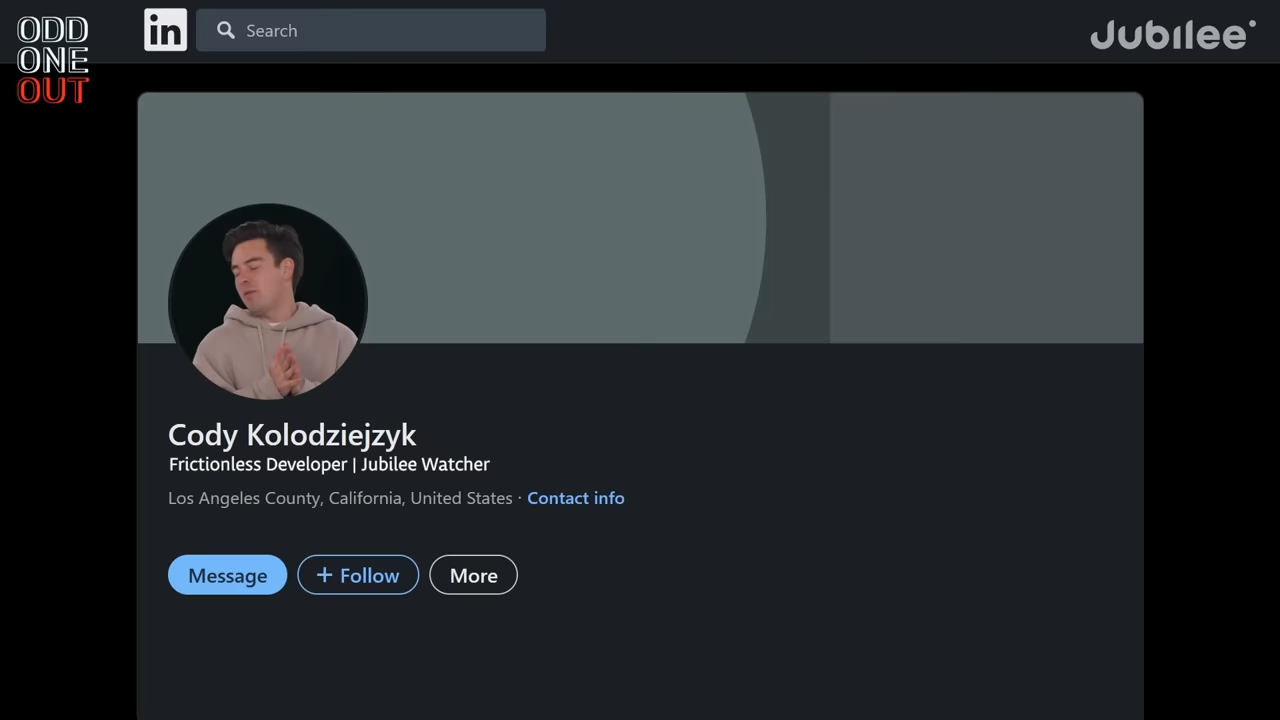 ODD
ONE
OUT
in
Search
Jubilee
Cody Kolodziejzyk
Frictionless Developer | Jubilee Watcher
Los Angeles County, California, United States · Contact info
Message
+ Follow
More